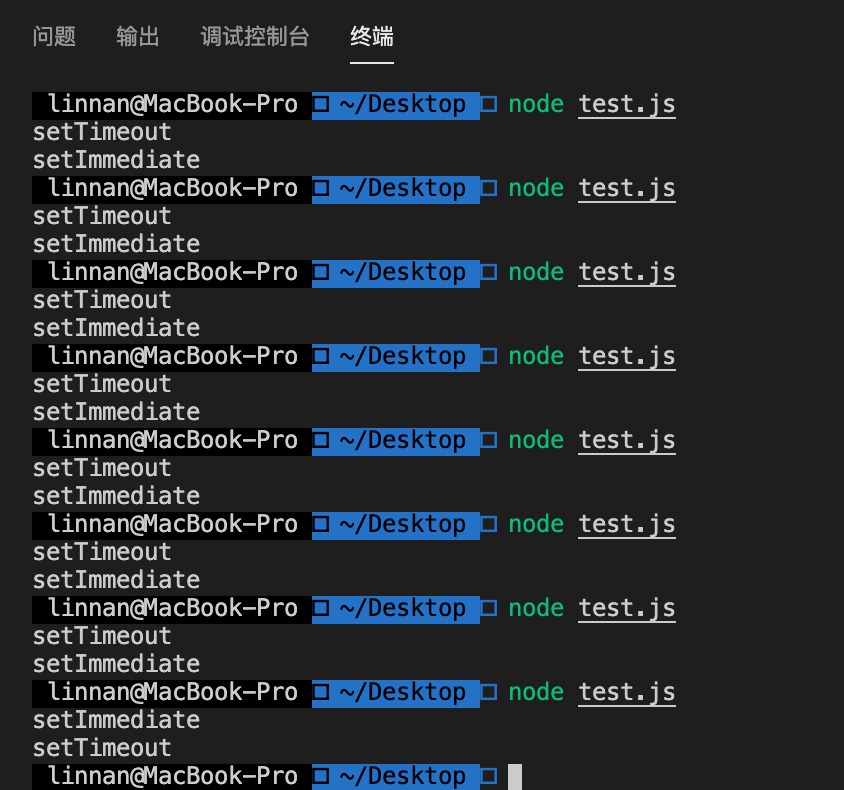 问题 输出 调试控制台 终端
linnan@MacBook-Pro ~/Desktop node test.js
setTimeout
setImmediate
linnan@MacBook-Pro ~/Desktop node test.js
setTimeout
setImmediate
linnan@MacBook-Pro ~/Desktop node test.js
setTimeout
setImmediate
linnan@MacBook-Pro ~/Desktop node test.js
setTimeout
setImmediate
linnan@MacBook-Pro ~/Desktop node test.js
setTimeout
setImmediate
linnan@MacBook-Pro ~/Desktop node test.js
setTimeout
setImmediate
linnan@MacBook-Pro ~/Desktop node test.js
setTimeout
setImmediate
linnan@MacBook-Pro ~/Desktop node test.js
setImmediate
setTimeout
linnan@MacBook-Pro ~/Desktop